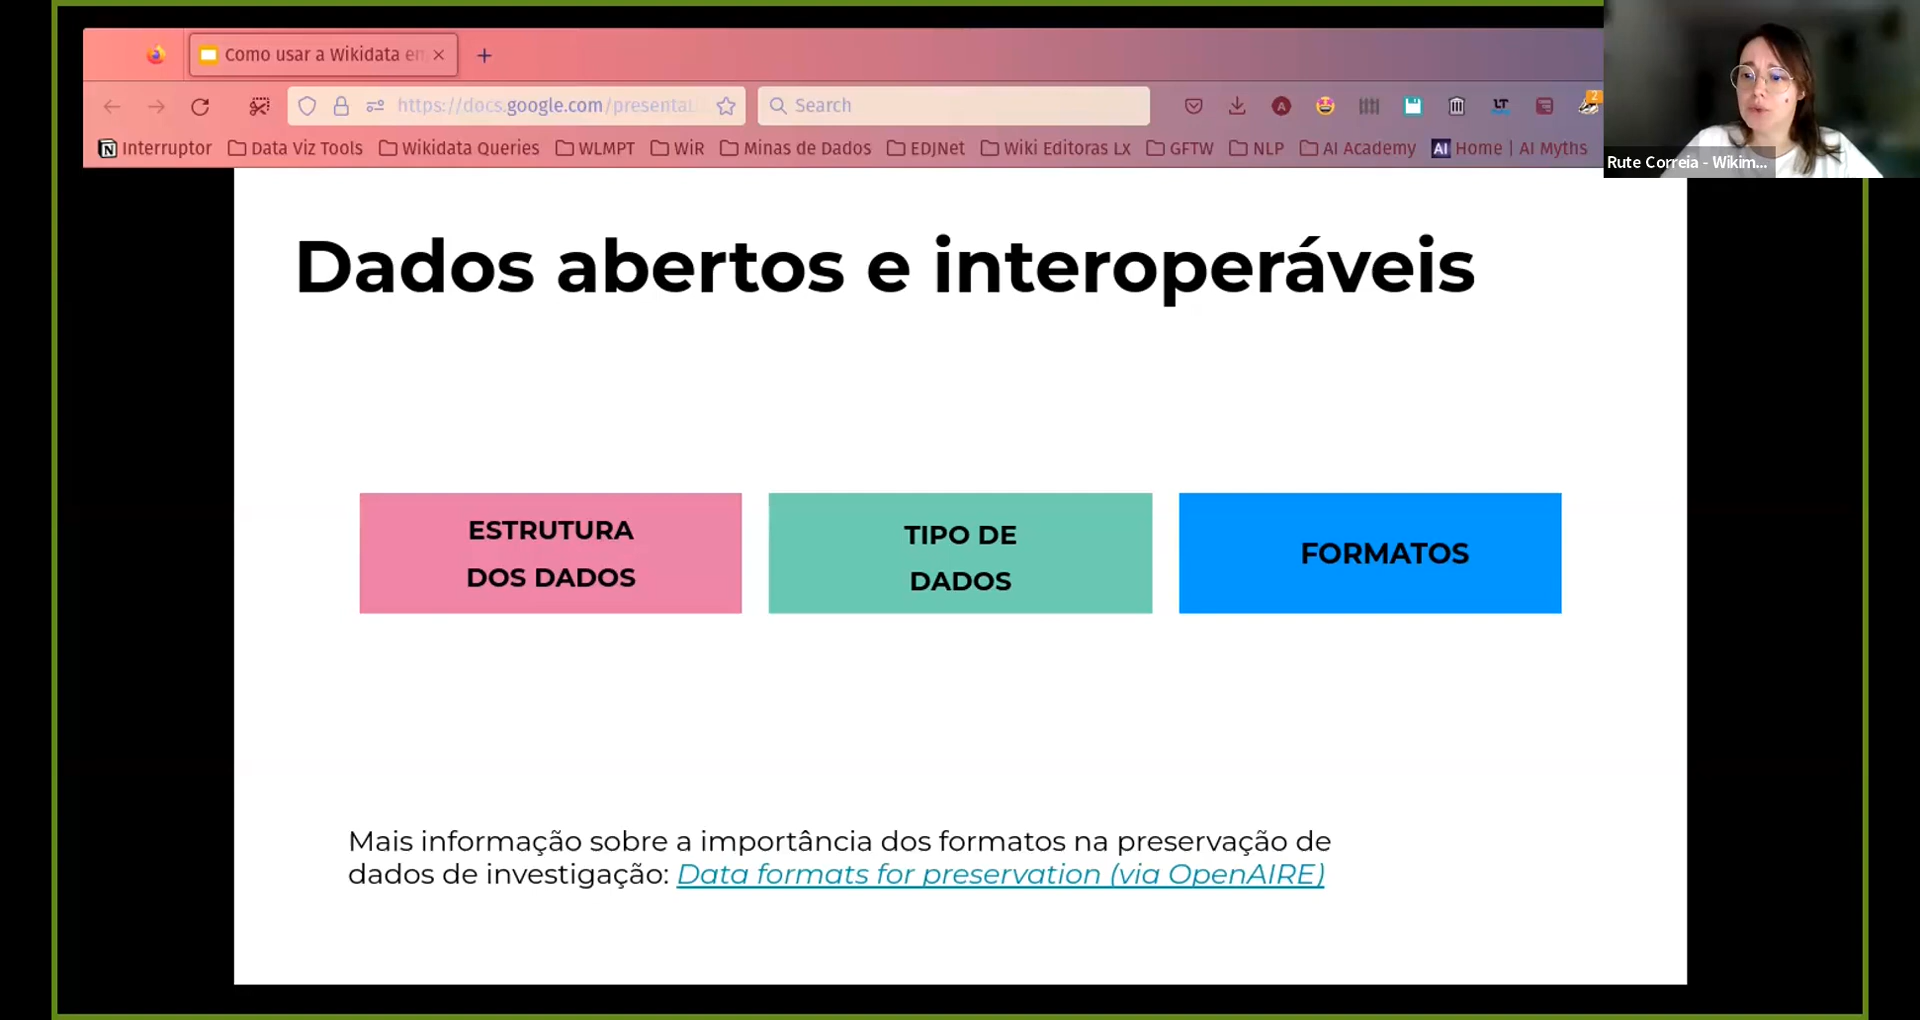 Como usar a Wikidata em
https://docs.google.com/presentat
Search
2
Interruptor
Data Viz Tools
Wikidata Queries
WLMPT
WiR
Minas de Dados
EDJNet
Wiki Editoras Lx
GFTW
NLP
AI Academy
AI Home | AI Myths
Rute Correia - Wikim...
Dados abertos e interoperáveis
ESTRUTURA
DOS DADOS
TIPO DE
DADOS
FORMATOS
Mais informação sobre a importância dos formatos na preservação de
dados de investigação: Data formats for preservation (via OpenAIRE)